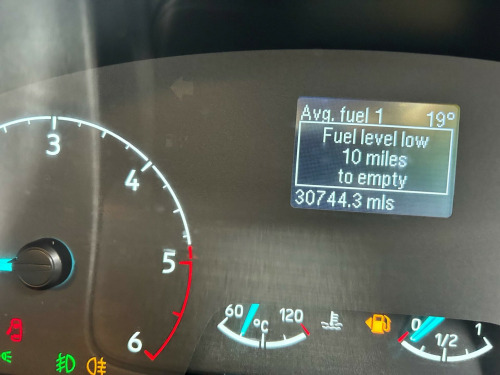 Avg. fuel 1 19°
Fuel level low
10 miles
to empty
30744.3 mls
3
4
5
6
60 °C 120
0 1/2 1